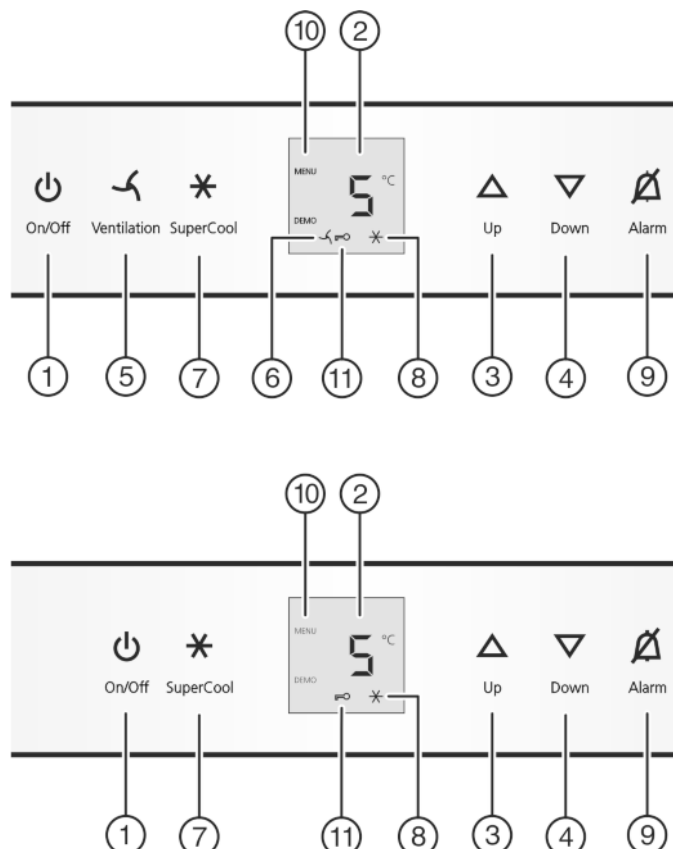 10 2
MENU
5 °C
On/Off Ventilation SuperCool
DEMO
Up Down Alarm
1 5 7 6 11 8 3 4 9
10 2
MENU
5 °C
DEMO
On/Off SuperCool
Up Down Alarm
1 7 11 8 3 4 9